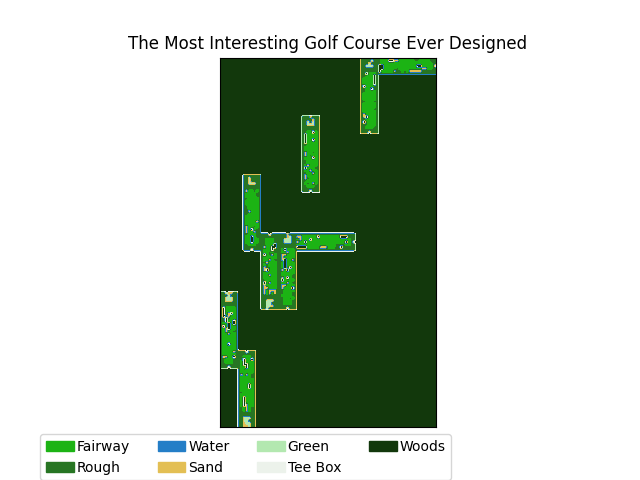 The Most Interesting Golf Course Ever Designed
Fairway Water Green Woods
Rough Sand Tee Box